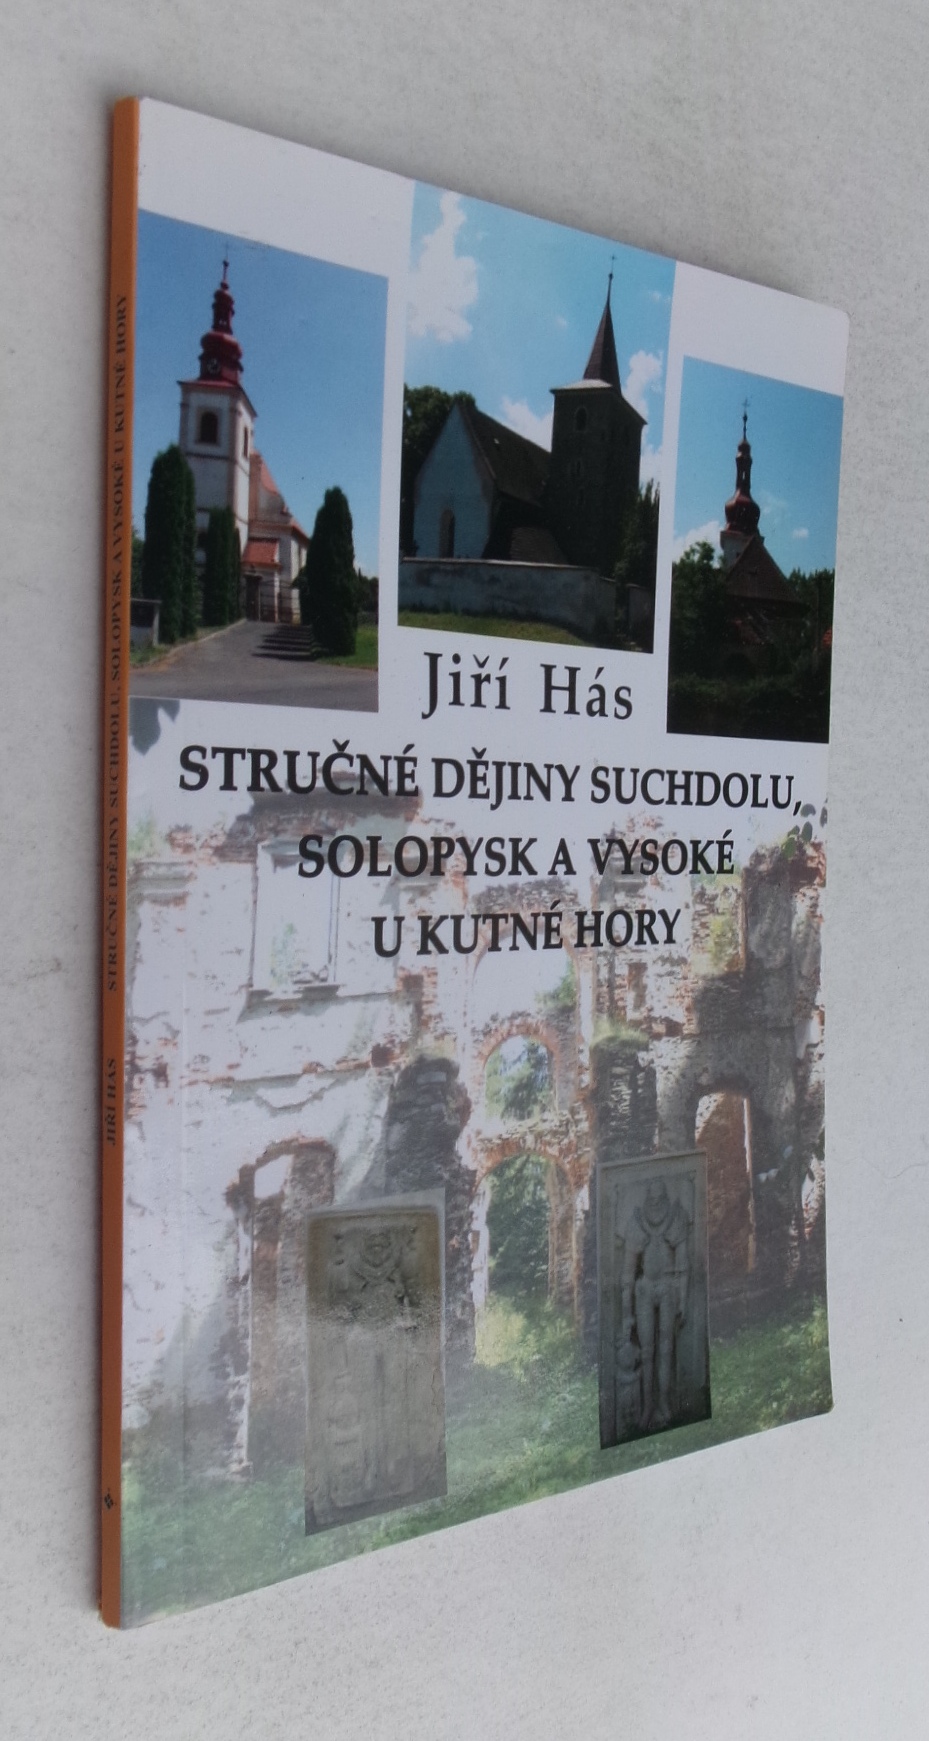 Jiří Hás
STRUČNÉ DĚJINY SUCHDOLU,
SOLOPYSK A VYSOKÉ
U KUTNÉ HORY
JIŘÍ HÁS STRUČNÉ DĚJINY SUCHDOLU, SOLOPYSK A VYSOKÉ U KUTNÉ HORY